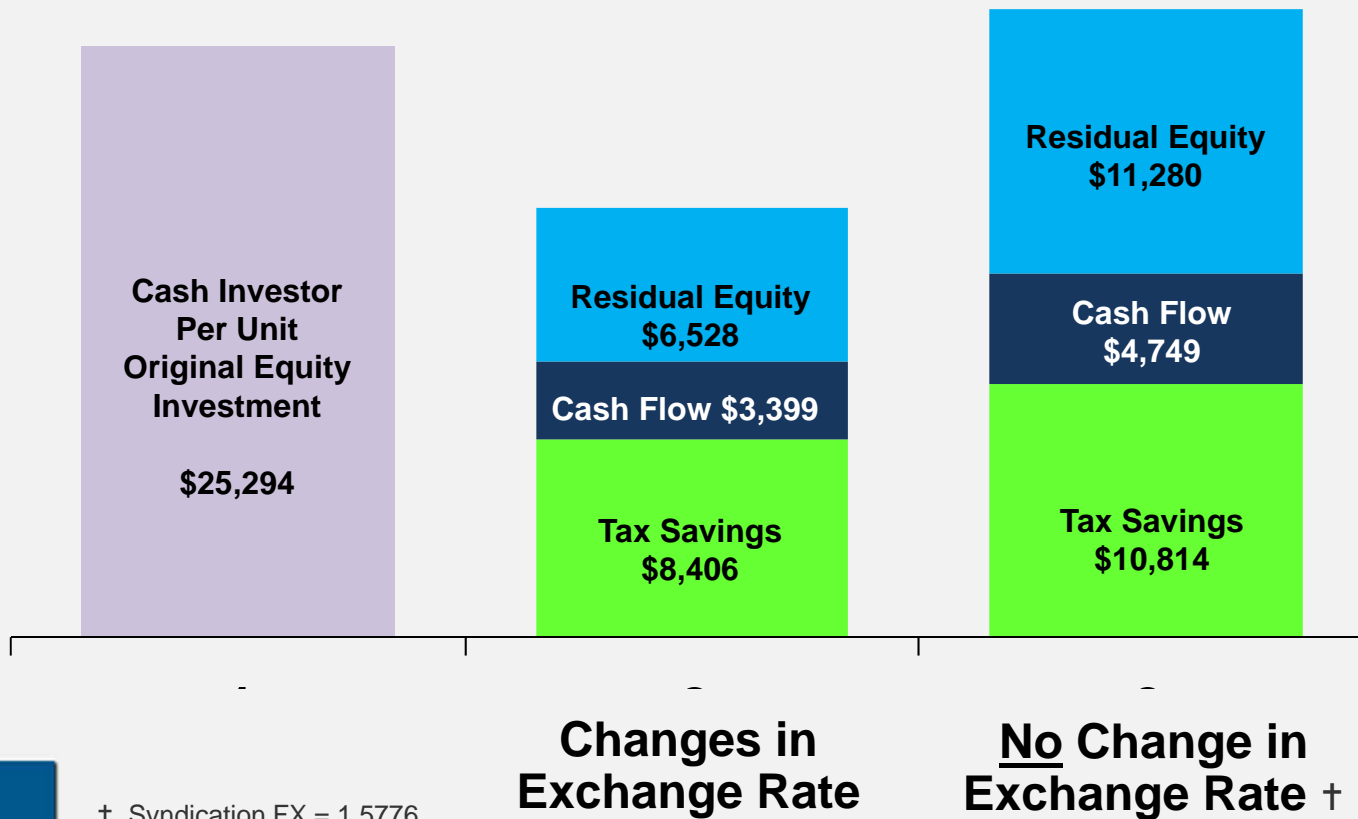 Cash Investor
Per Unit
Original Equity
Investment
$25,294
Residual Equity
$6,528
Cash Flow $3,399
Tax Savings
$8,406
Residual Equity
$11,280
Cash Flow
$4,749
Tax Savings
$10,814
Changes in
Exchange Rate
No Change in
Exchange Rate †
† Syndication FX = 1.5776